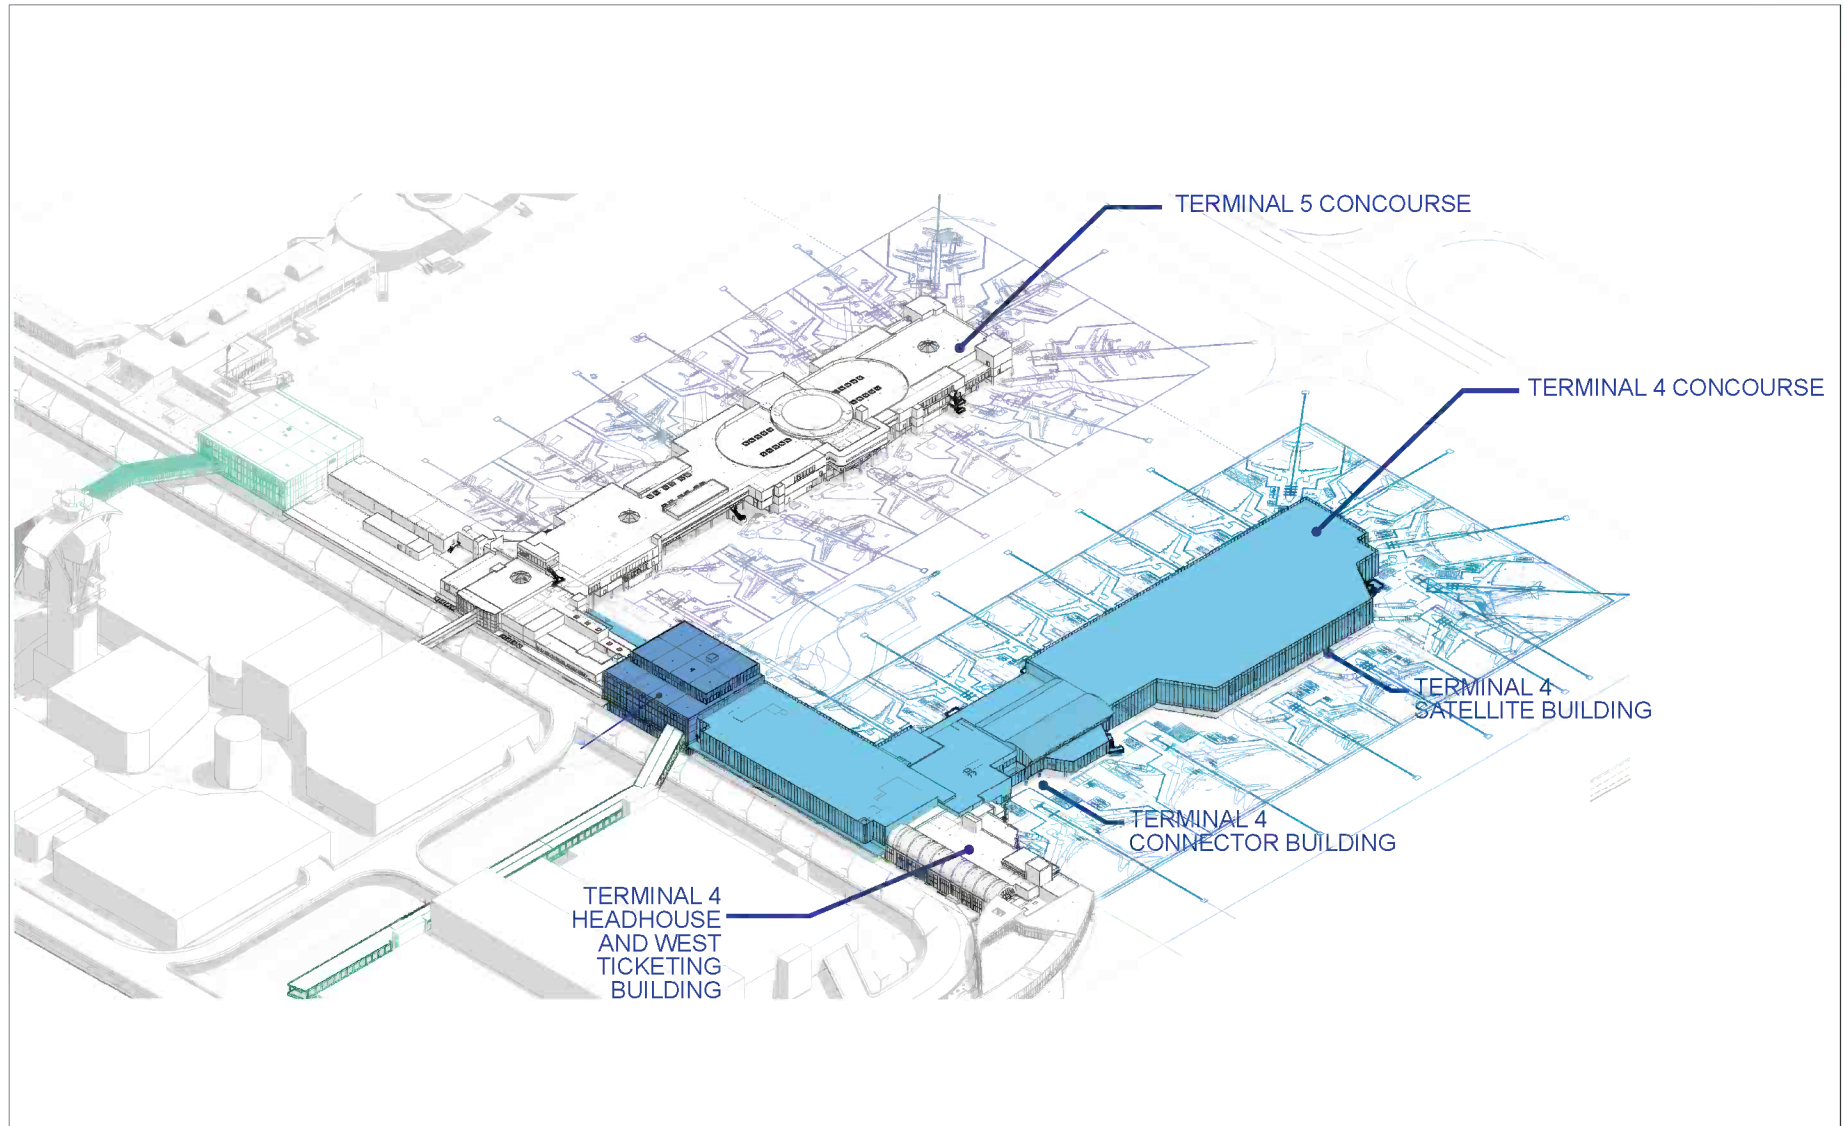 TERMINAL 5 CONCOURSE
TERMINAL 4 CONCOURSE
TERMINAL 4
SATELLITE BUILDING
TERMINAL 4
CONNECTOR BUILDING
TERMINAL 4
HEADHOUSE
AND WEST
TICKETING
BUILDING